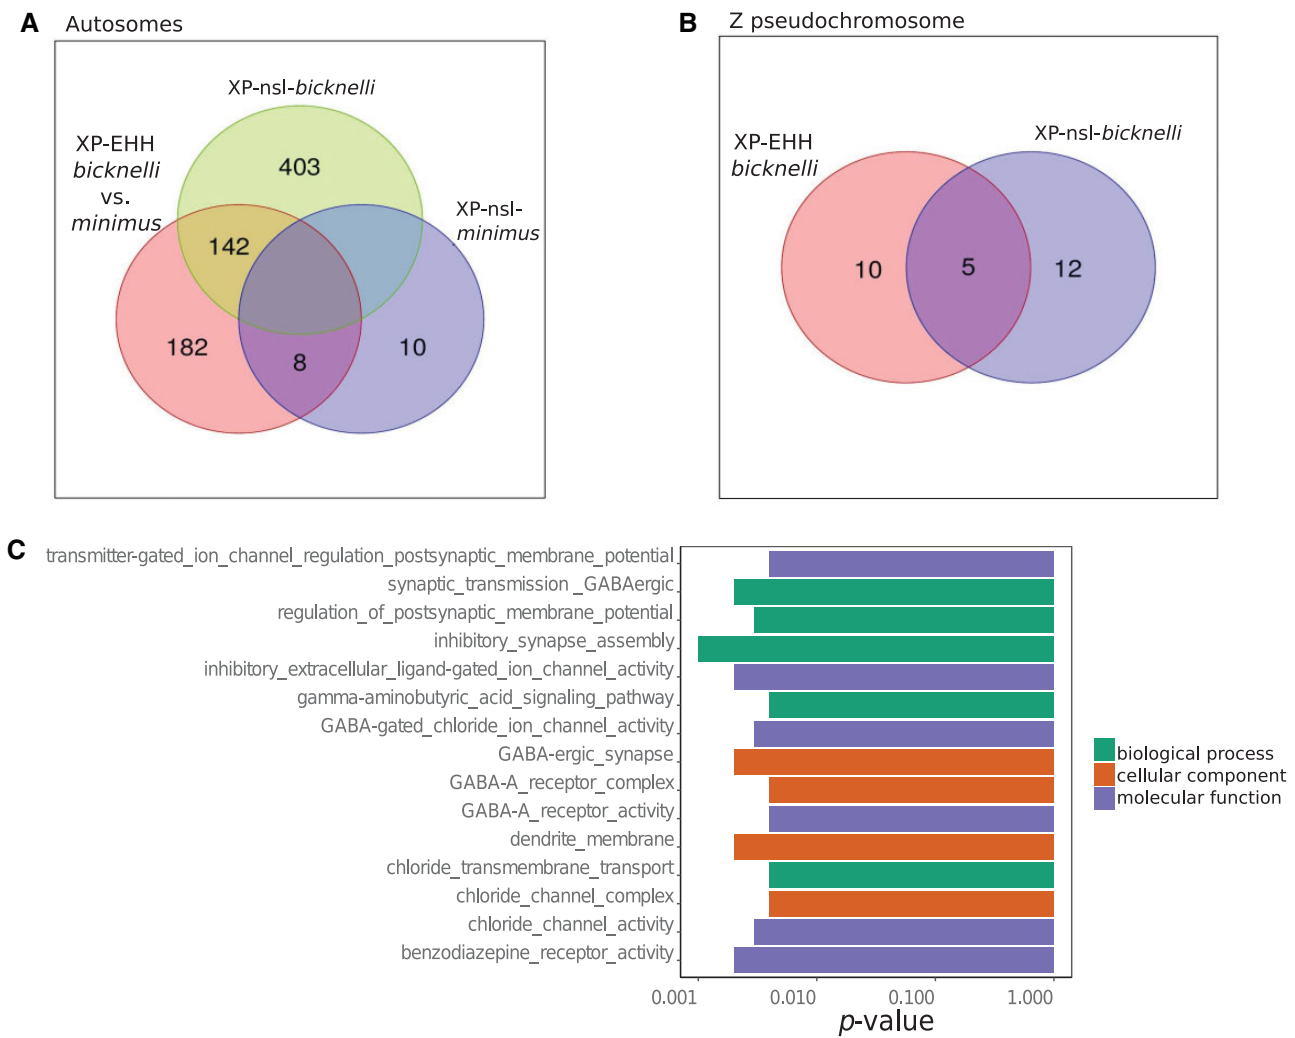 A Autosomes
XP-nsl-bicknelli
XP-EHH
bicknelli
vs.
minimus
XP-nsl-
minimus
403
142
182
8
10
B Z pseudochromosome
XP-EHH
bicknelli
XP-nsl-bicknelli
10
5
12
C
transmitter-gated_ion_channel_regulation_postsynaptic_membrane_potential
synaptic_transmission _GABAergic
regulation_of_postsynaptic_membrane_potential
inhibitory_synapse_assembly
inhibitory_extracellular_ligand-gated_ion_channel_activity
gamma-aminobutyric_acid_signaling_pathway
GABA-gated_chloride_ion_channel_activity
GABA-ergic_synapse
GABA-A_receptor_complex
GABA-A_receptor_activity
dendrite_membrane
chloride_transmembrane_transport
chloride_channel_complex
chloride_channel_activity
benzodiazepine_receptor_activity
0.001 0.010 0.100 1.000
p-value
biological process
cellular component
molecular function